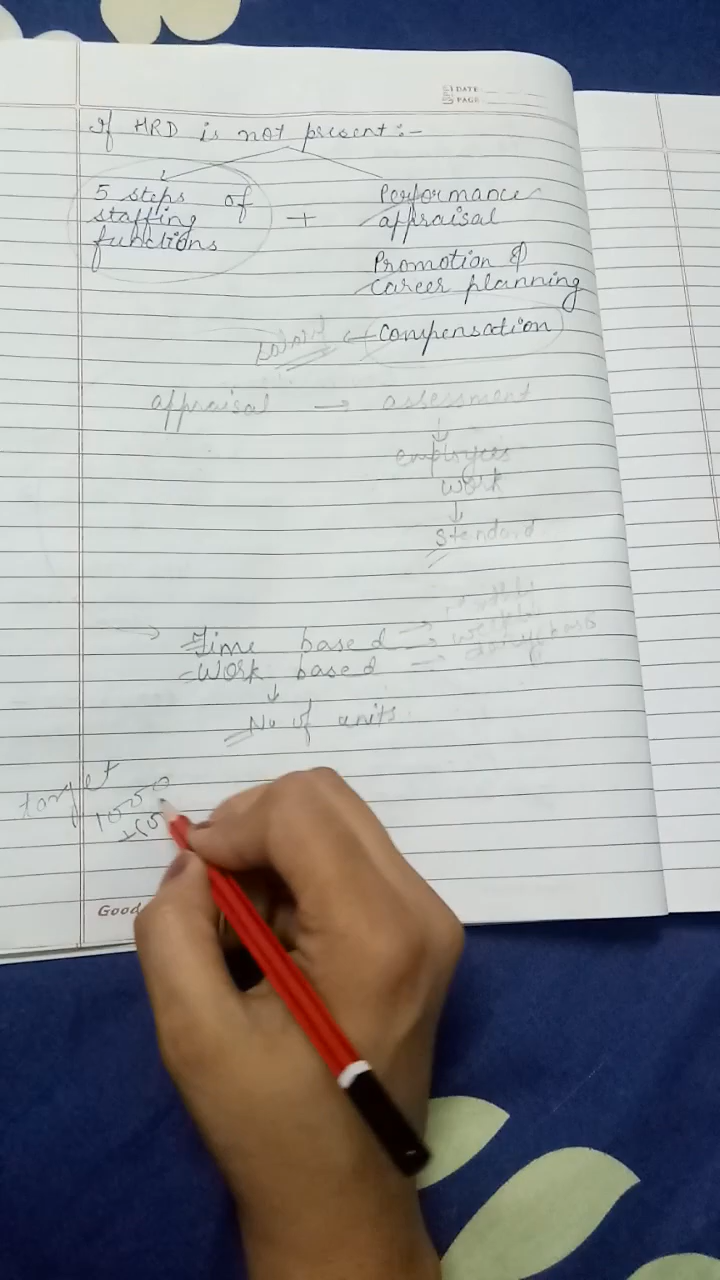 DATE
PAGE
If HRD is not present:-
5 steps of
staffing
functions
+
Performance
appraisal
Promotion &
career planning
Compensation
appraisal → assessment
↓
employees
work
↓
Standard
→ Time based →
Work based →
↓
No of units
target
1000
Good